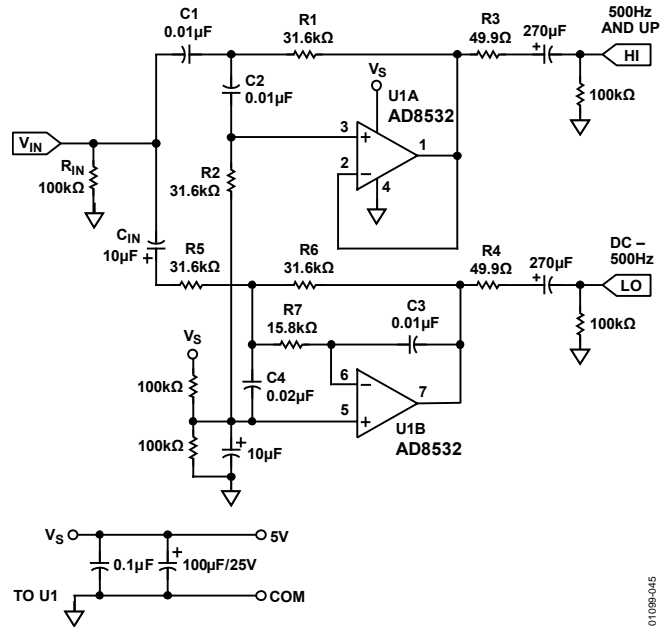 C1
0.01µF
R1
31.6kΩ
R3
49.9Ω
270µF
+
500Hz
AND UP
HI
100kΩ
C2
0.01µF
V_S
U1A
AD8532
3
+
2
−
1
4
V_IN
R_IN
100kΩ
R2
31.6kΩ
C_IN
10µF
+
R5
31.6kΩ
R6
31.6kΩ
R4
49.9Ω
270µF
+
DC –
500Hz
LO
100kΩ
R7
15.8kΩ
C3
0.01µF
V_S
100kΩ
100kΩ
C4
0.02µF
6
−
5
+
7
U1B
AD8532
+
10µF
V_S
5V
0.1µF
+
100µF/25V
TO U1
COM
01099-045